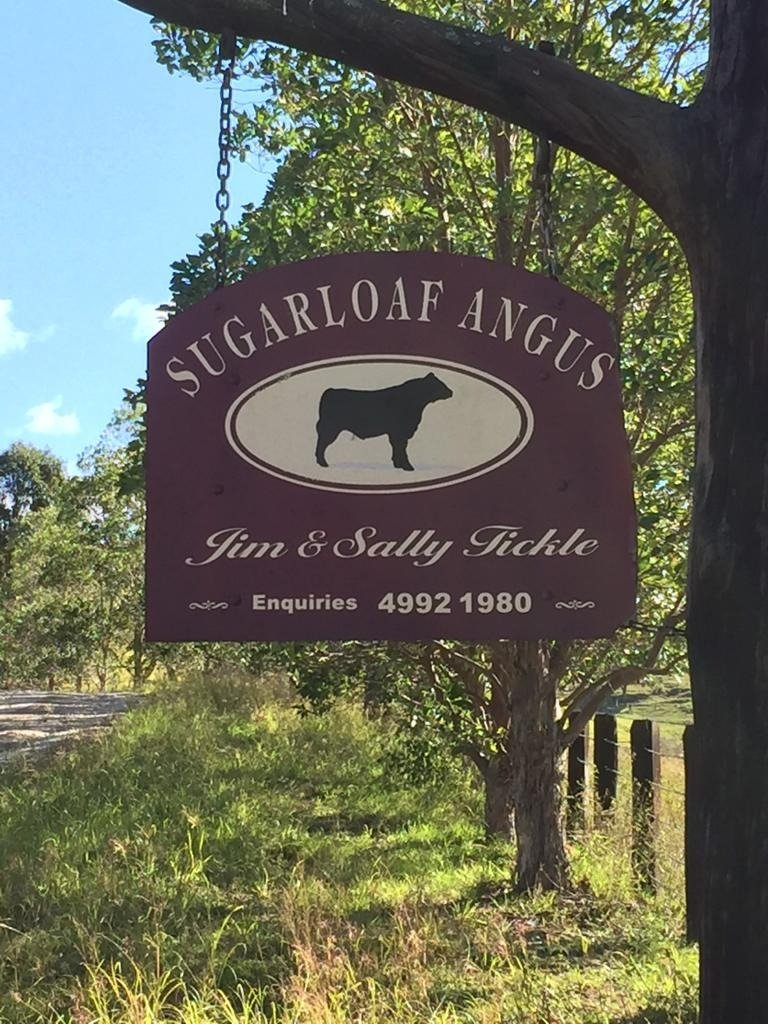 SUGARLOAF ANGUS
Jim & Sally Tickle
Enquiries 4992 1980